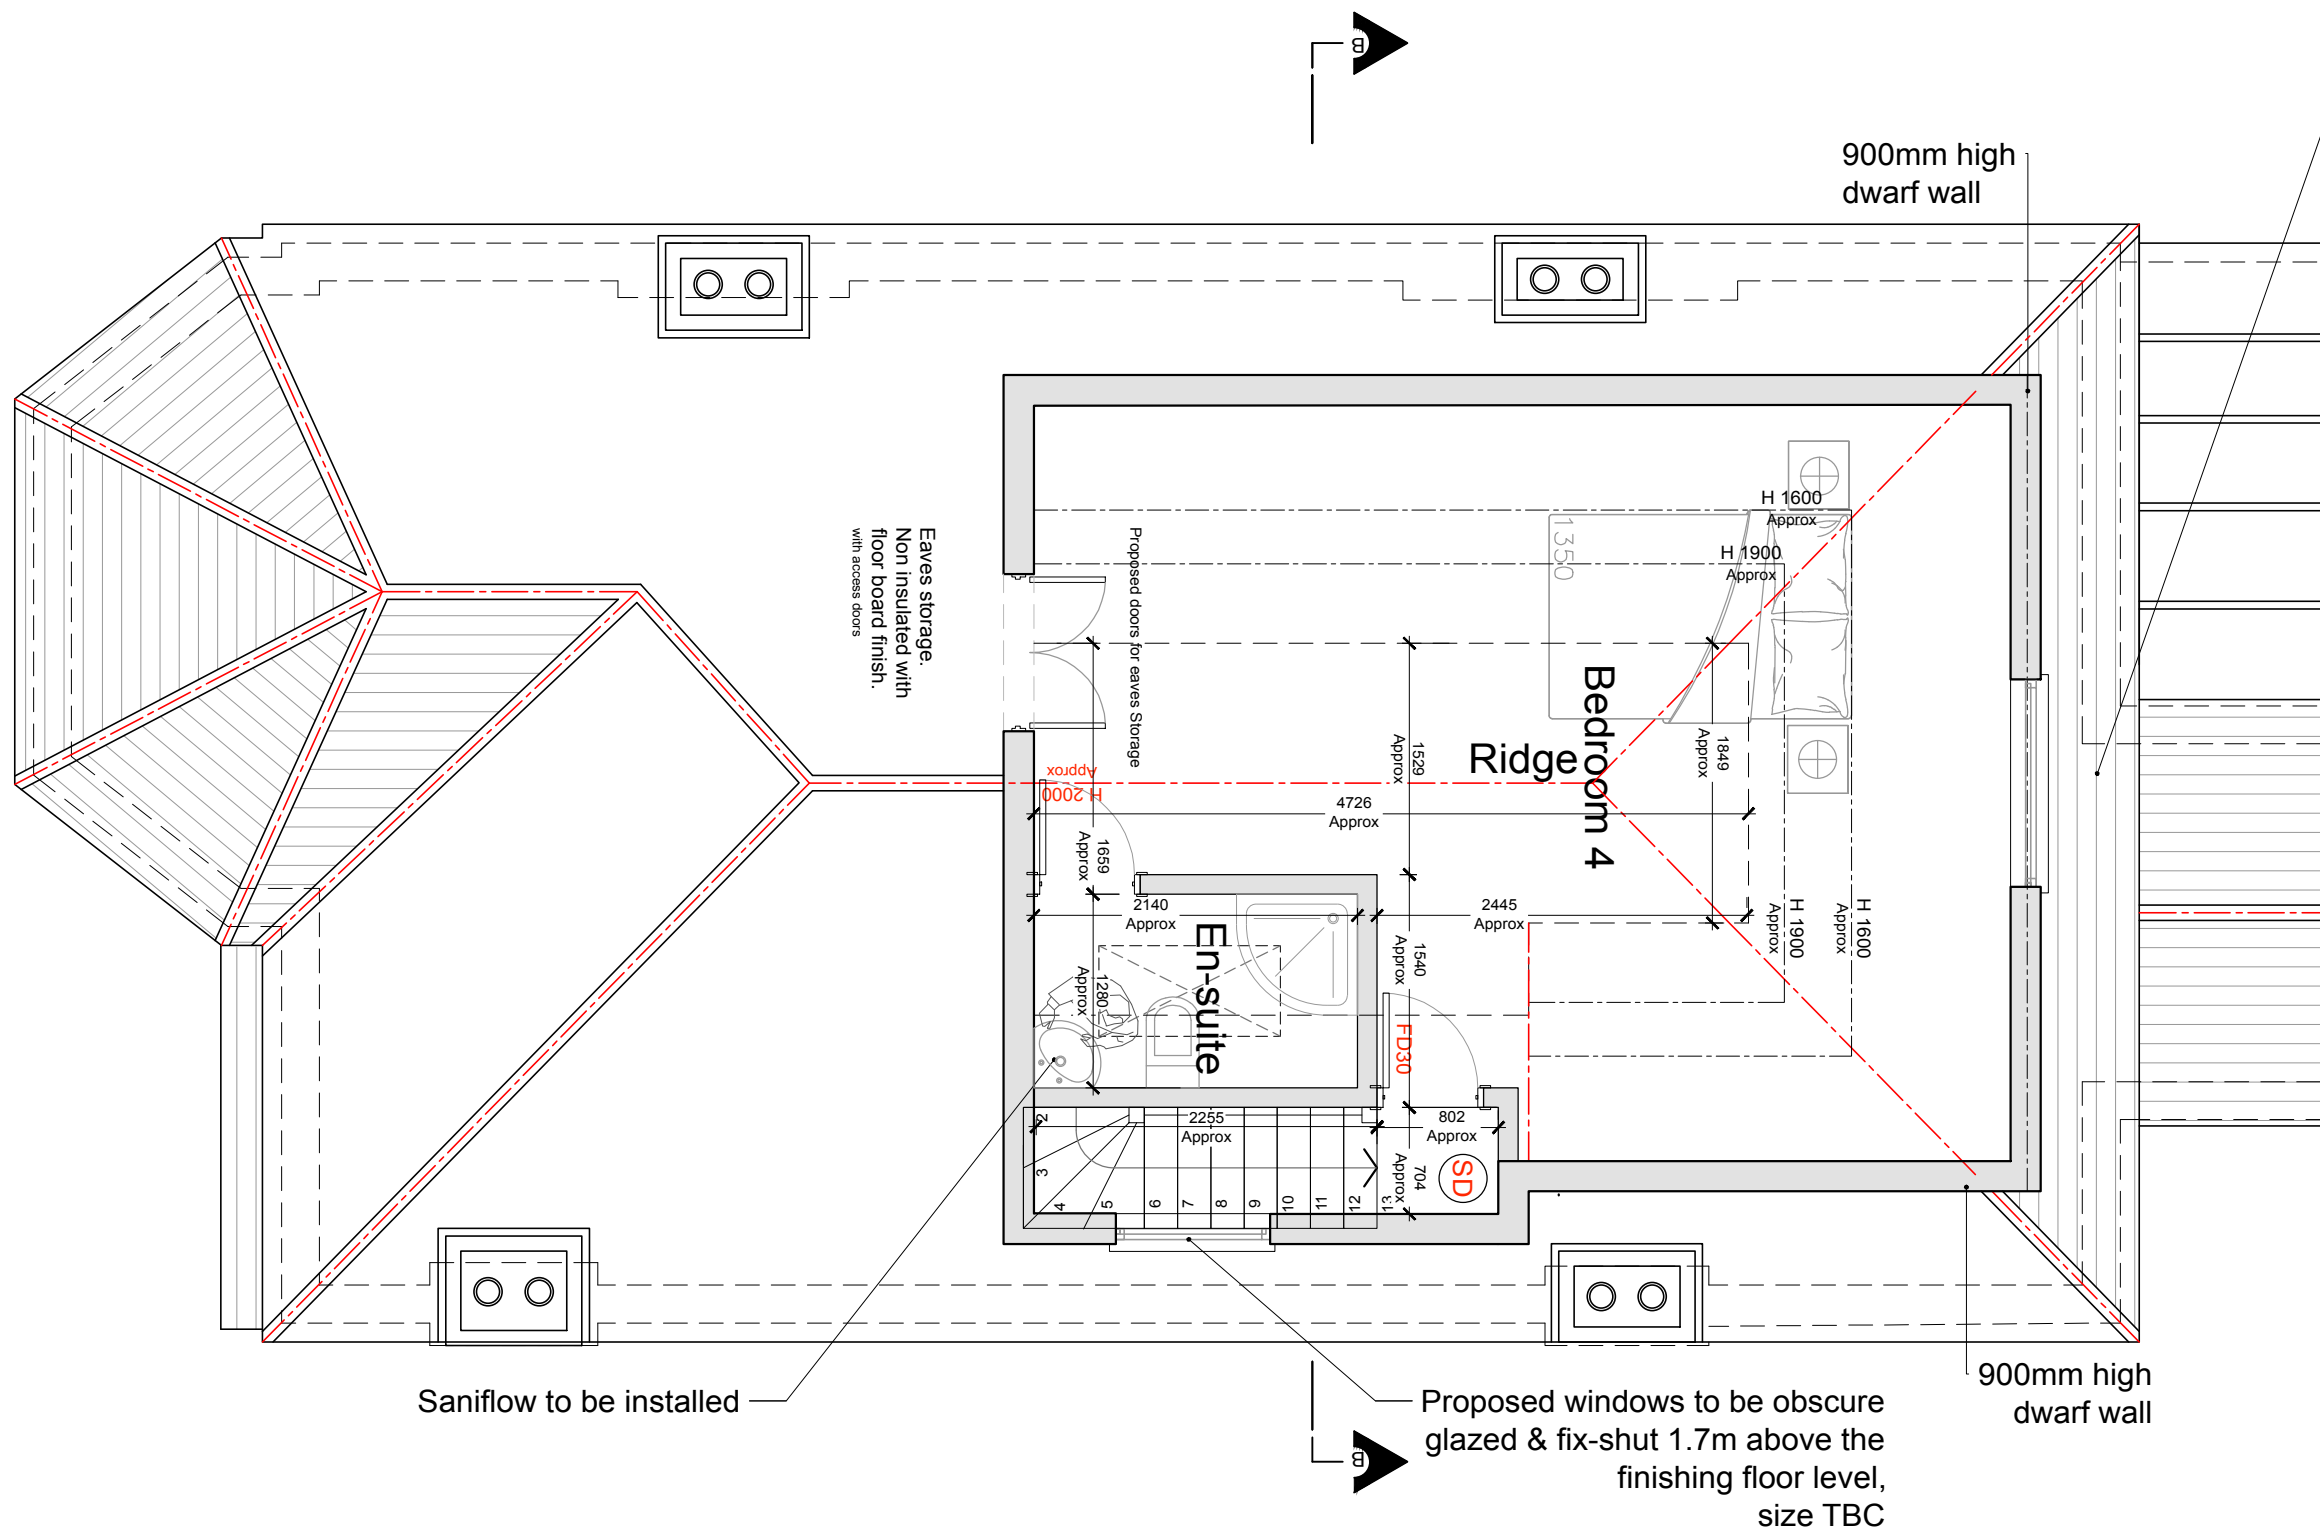 B
900mm high
dwarf wall
Eaves storage.
Non insulated with
floor board finish.
with access doors
Proposed doors for eaves Storage
H 1600
Approx
H 1900
Approx
1350
Bedroom 4
Ridge
1529
Approx
1849
Approx
H 2000
Approx
4726
Approx
1659
Approx
2140
Approx
2445
Approx
H 1900
Approx
H 1600
Approx
En-suite
1280
Approx
1540
Approx
FD30
2255
Approx
802
Approx
704
Approx
SD
2
3
4
5
6
7
8
9
10
11
12
13
Saniflow to be installed
Proposed windows to be obscure
glazed & fix-shut 1.7m above the
finishing floor level,
size TBC
900mm high
dwarf wall
B